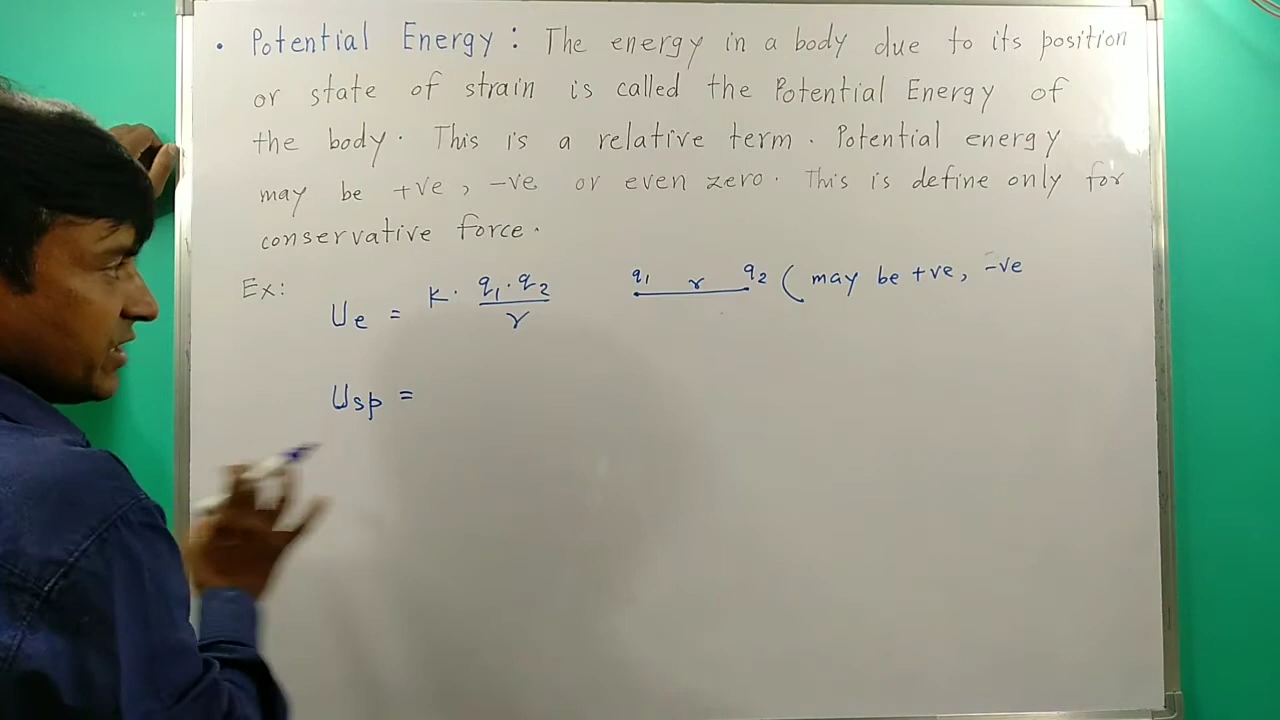 • Potential Energy : The energy in a body due to its position
or state of strain is called the Potential Energy of
the body. This is a relative term. Potential energy
may be +ve, -ve or even zero. This is define only for
conservative force.
Ex: U_e = K. q₁.q₂/r q₁ r q₂ ( may be +ve, -ve
U_sp =